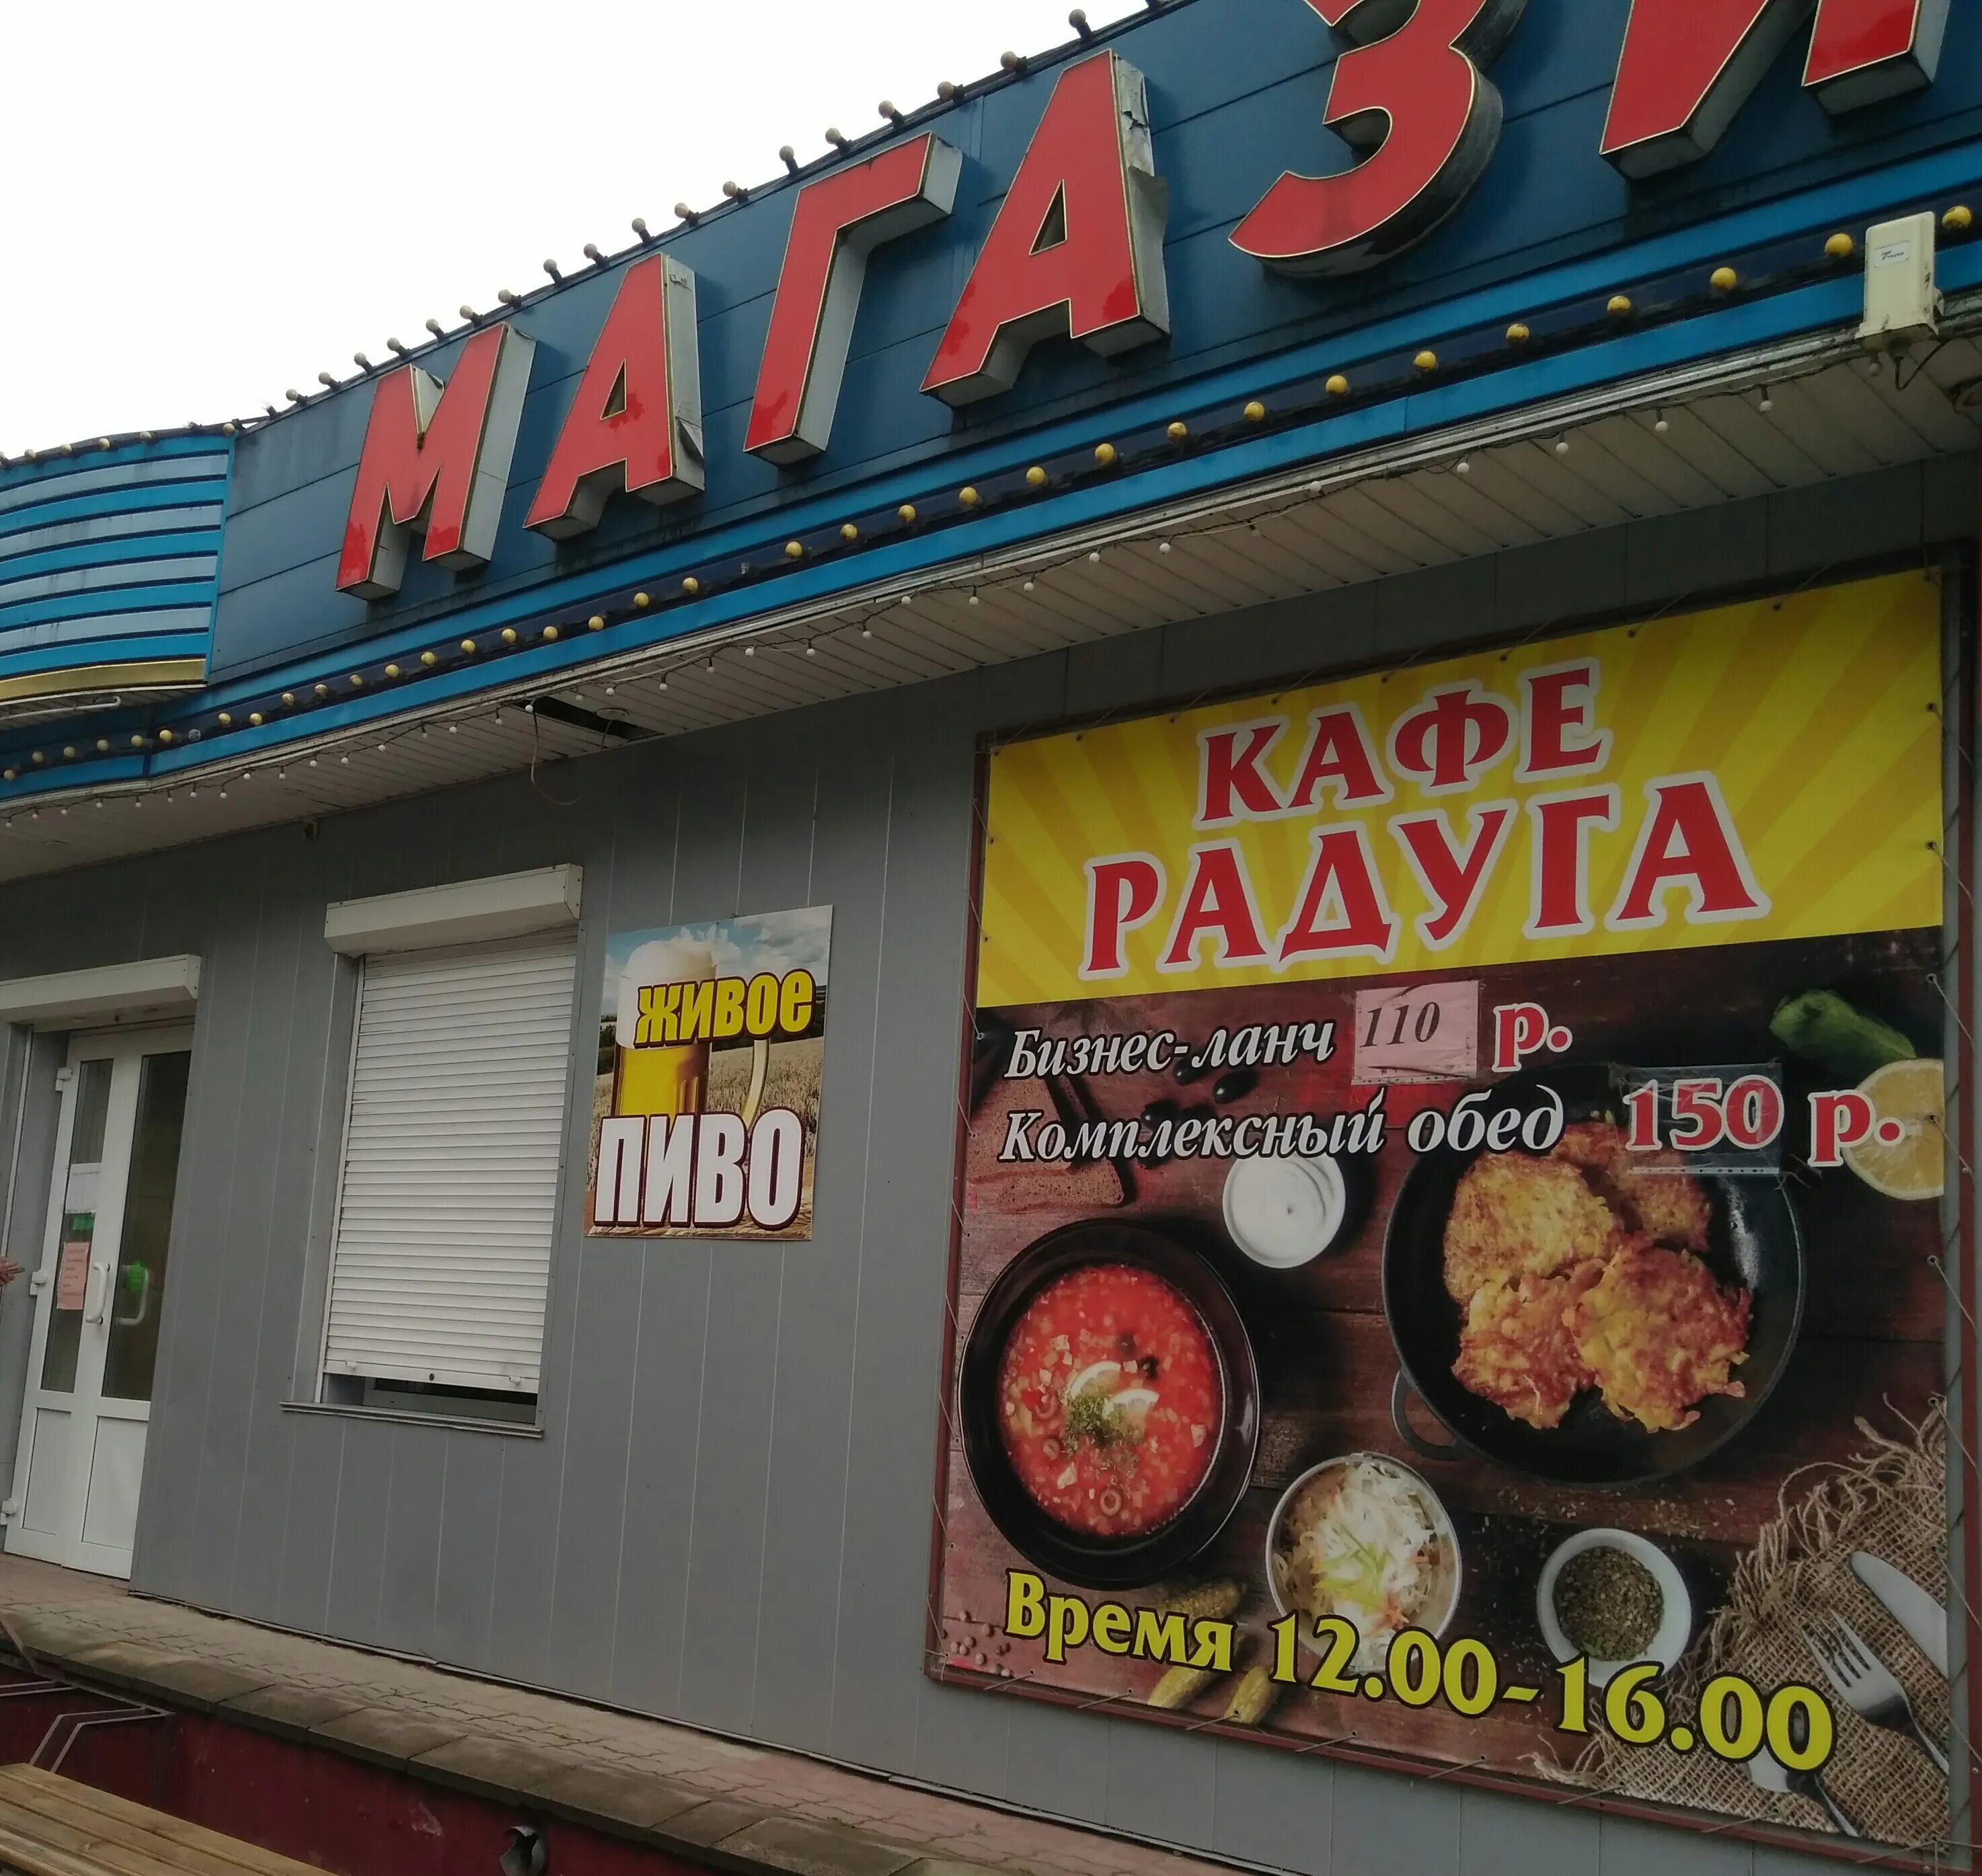 МАГАЗИ
КАФЕ
РАДУГА
Бизнес-ланч 110 р.
Комплексный обед 150 р.
Время 12.00-16.00
живое
пиво